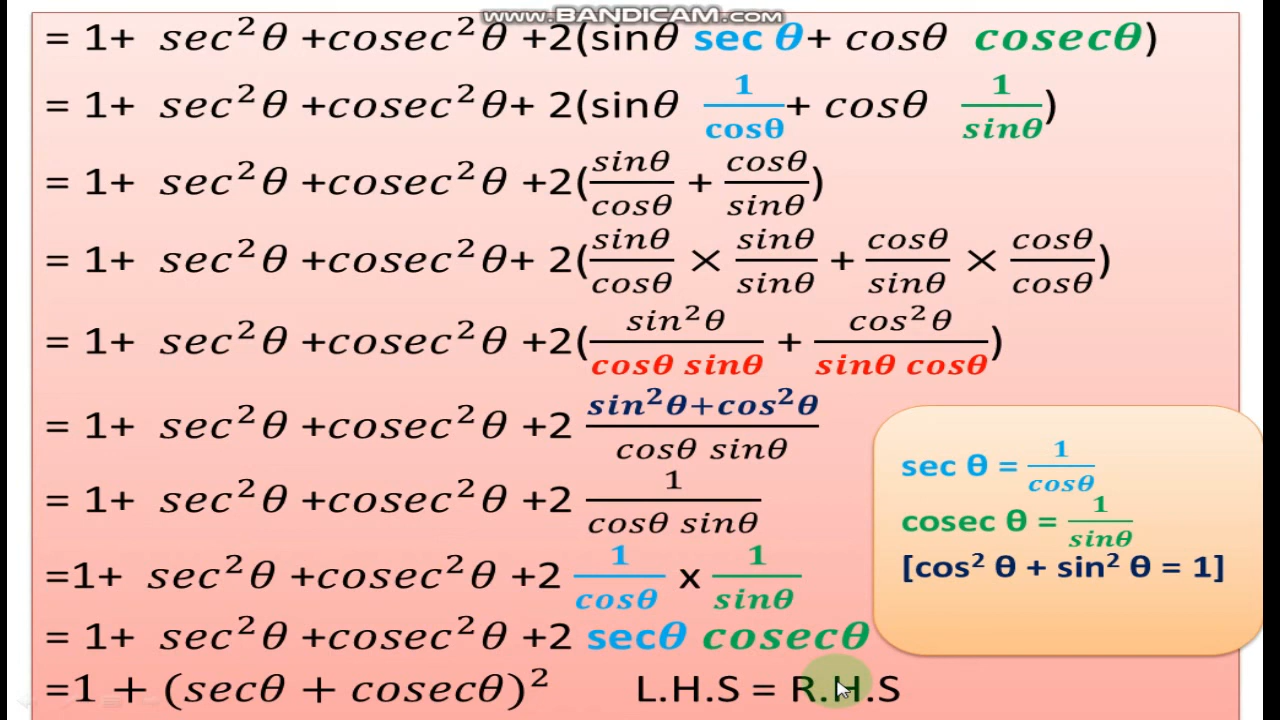 www.BANDICAM.com
= 1+ sec²θ +cosec²θ +2(sinθ sec θ+ cosθ cosecθ)
= 1+ sec²θ +cosec²θ+ 2(sinθ 1/cosθ + cosθ 1/sinθ)
= 1+ sec²θ +cosec²θ +2(sinθ/cosθ + cosθ/sinθ)
= 1+ sec²θ +cosec²θ+ 2(sinθ/cosθ × sinθ/sinθ + cosθ/sinθ × cosθ/cosθ)
= 1+ sec²θ +cosec²θ +2(sin²θ/cosθ sinθ + cos²θ/sinθ cosθ)
= 1+ sec²θ +cosec²θ +2 sin²θ+cos²θ/cosθ sinθ
= 1+ sec²θ +cosec²θ +2 1/cosθ sinθ
=1+ sec²θ +cosec²θ +2 1/cosθ x 1/sinθ
= 1+ sec²θ +cosec²θ +2 secθ cosecθ
=1 + (secθ + cosecθ)² L.H.S = R.H.S
sec θ = 1/cosθ
cosec θ = 1/sinθ
[cos² θ + sin² θ = 1]